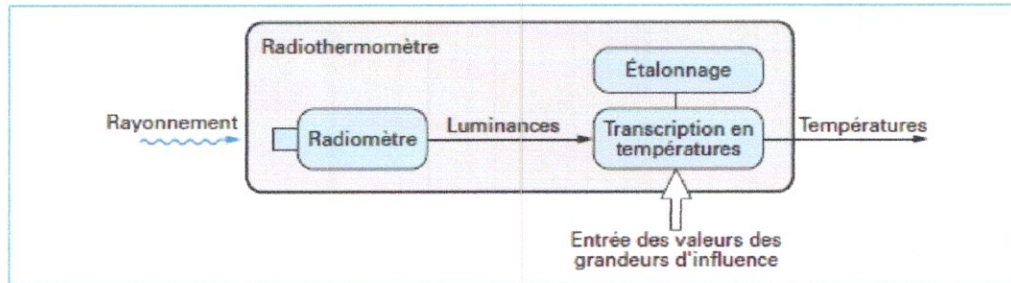 Radiothermomètre
Étalonnage
Rayonnement
Radiomètre
Luminances
Transcription en
températures
Températures
Entrée des valeurs des
grandeurs d'influence